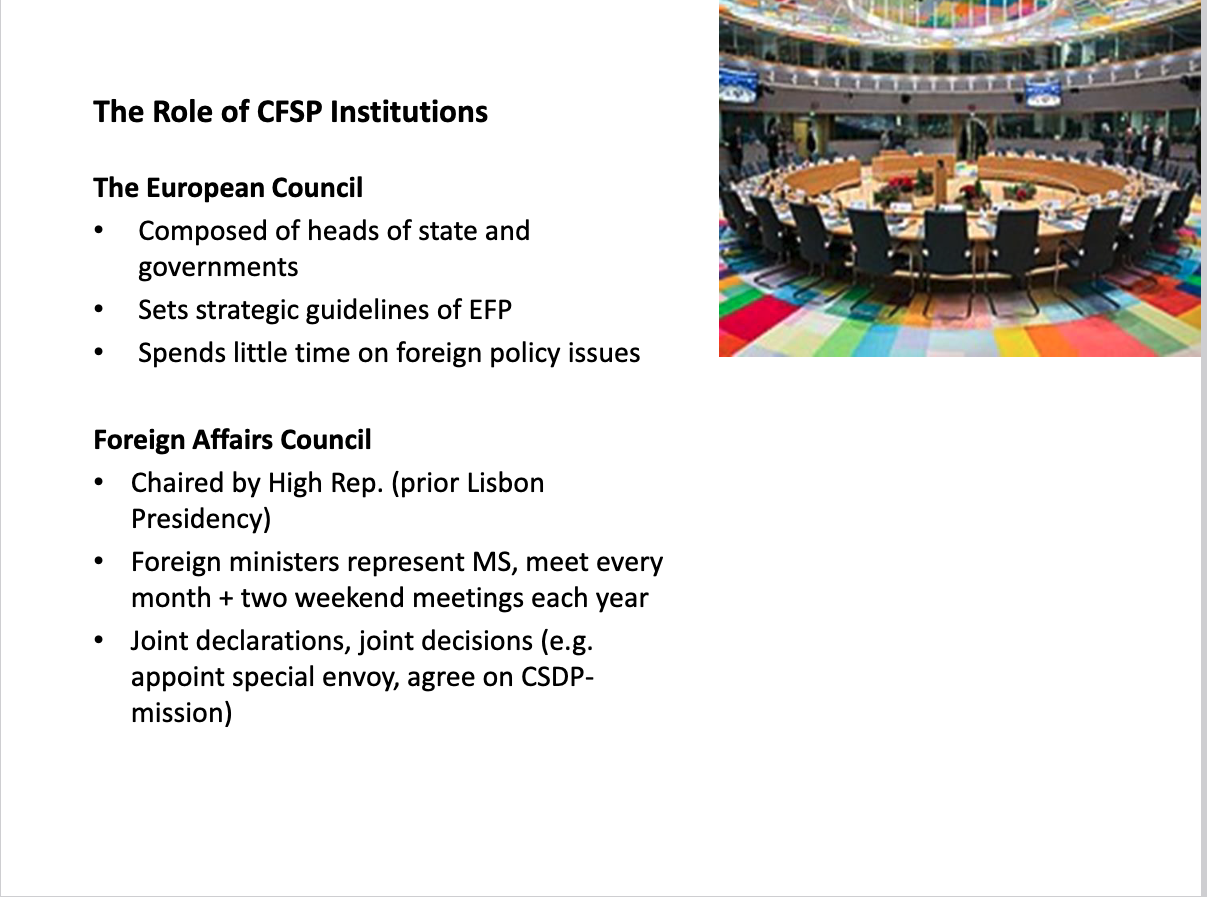 The Role of CFSP Institutions
The European Council
• Composed of heads of state and
governments
• Sets strategic guidelines of EFP
• Spends little time on foreign policy issues
Foreign Affairs Council
• Chaired by High Rep. (prior Lisbon
Presidency)
• Foreign ministers represent MS, meet every
month + two weekend meetings each year
• Joint declarations, joint decisions (e.g.
appoint special envoy, agree on CSDP-
mission)